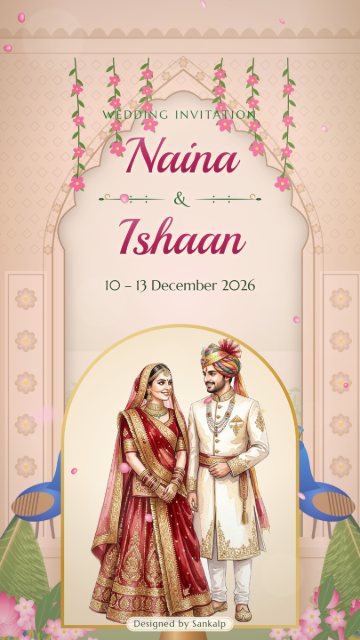 WEDDING INVITATION
Naina
&
Ishaan
10 – 13 December 2026
Designed by Sankalp